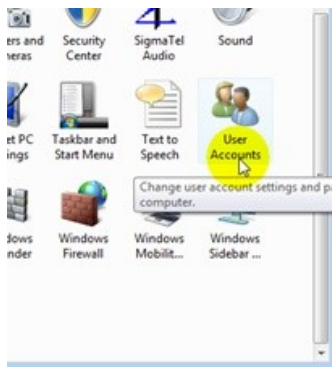 ers and Security SigmaTel Sound
neras Center Audio
et PC Taskbar and Text to User
ings Start Menu Speech Accounts
Change user account settings and pa
computer.
dows Windows Windows Windows
nder Firewall Mobilit... Sidebar ...